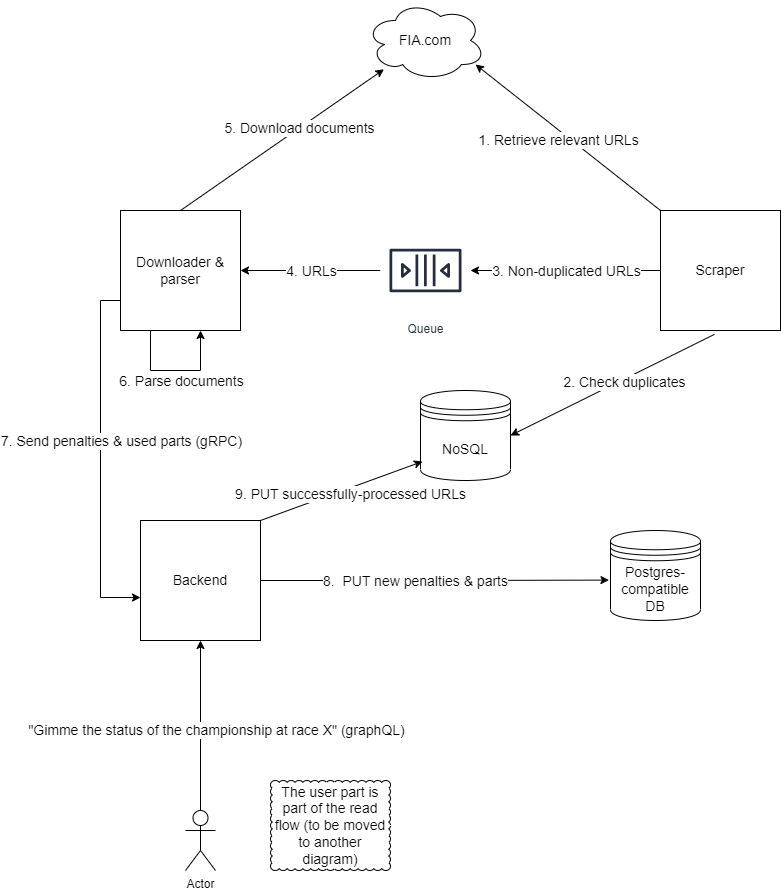 FIA.com
5. Download documents
1. Retrieve relevant URLs
Downloader &
parser
4. URLs
3. Non-duplicated URLs
Scraper
Queue
6. Parse documents
2. Check duplicates
7. Send penalties & used parts (gRPC)
NoSQL
9. PUT successfully-processed URLs
Backend
8.  PUT new penalties & parts
Postgres-
compatible
DB
"Gimme the status of the championship at race X" (graphQL)
The user part is
part of the read
flow (to be moved
to another
diagram)
Actor